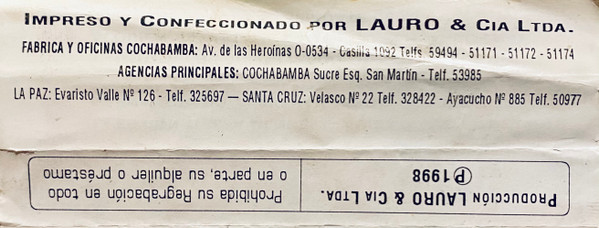 IMPRESO Y CONFECCIONADO POR LAURO & CIA LTDA.
FABRICA Y OFICINAS COCHABAMBA: Av. de las Heroínas O-0534 - Casilla 1092 Telfs 59494 - 51171 - 51172 - 51174
AGENCIAS PRINCIPALES: COCHABAMBA Sucre Esq. San Martín - Telf. 53985
LA PAZ: Evaristo Valle Nº 126 - Telf. 325697 — SANTA CRUZ: Velasco Nº 22 Telf. 328422 - Ayacucho Nº 885 Telf. 50977
PRODUCCIÓN LAURO & CIA LTDA.
Ⓟ 1998
Prohibida su Regrabación en todo
o en parte, su alquiler o préstamo